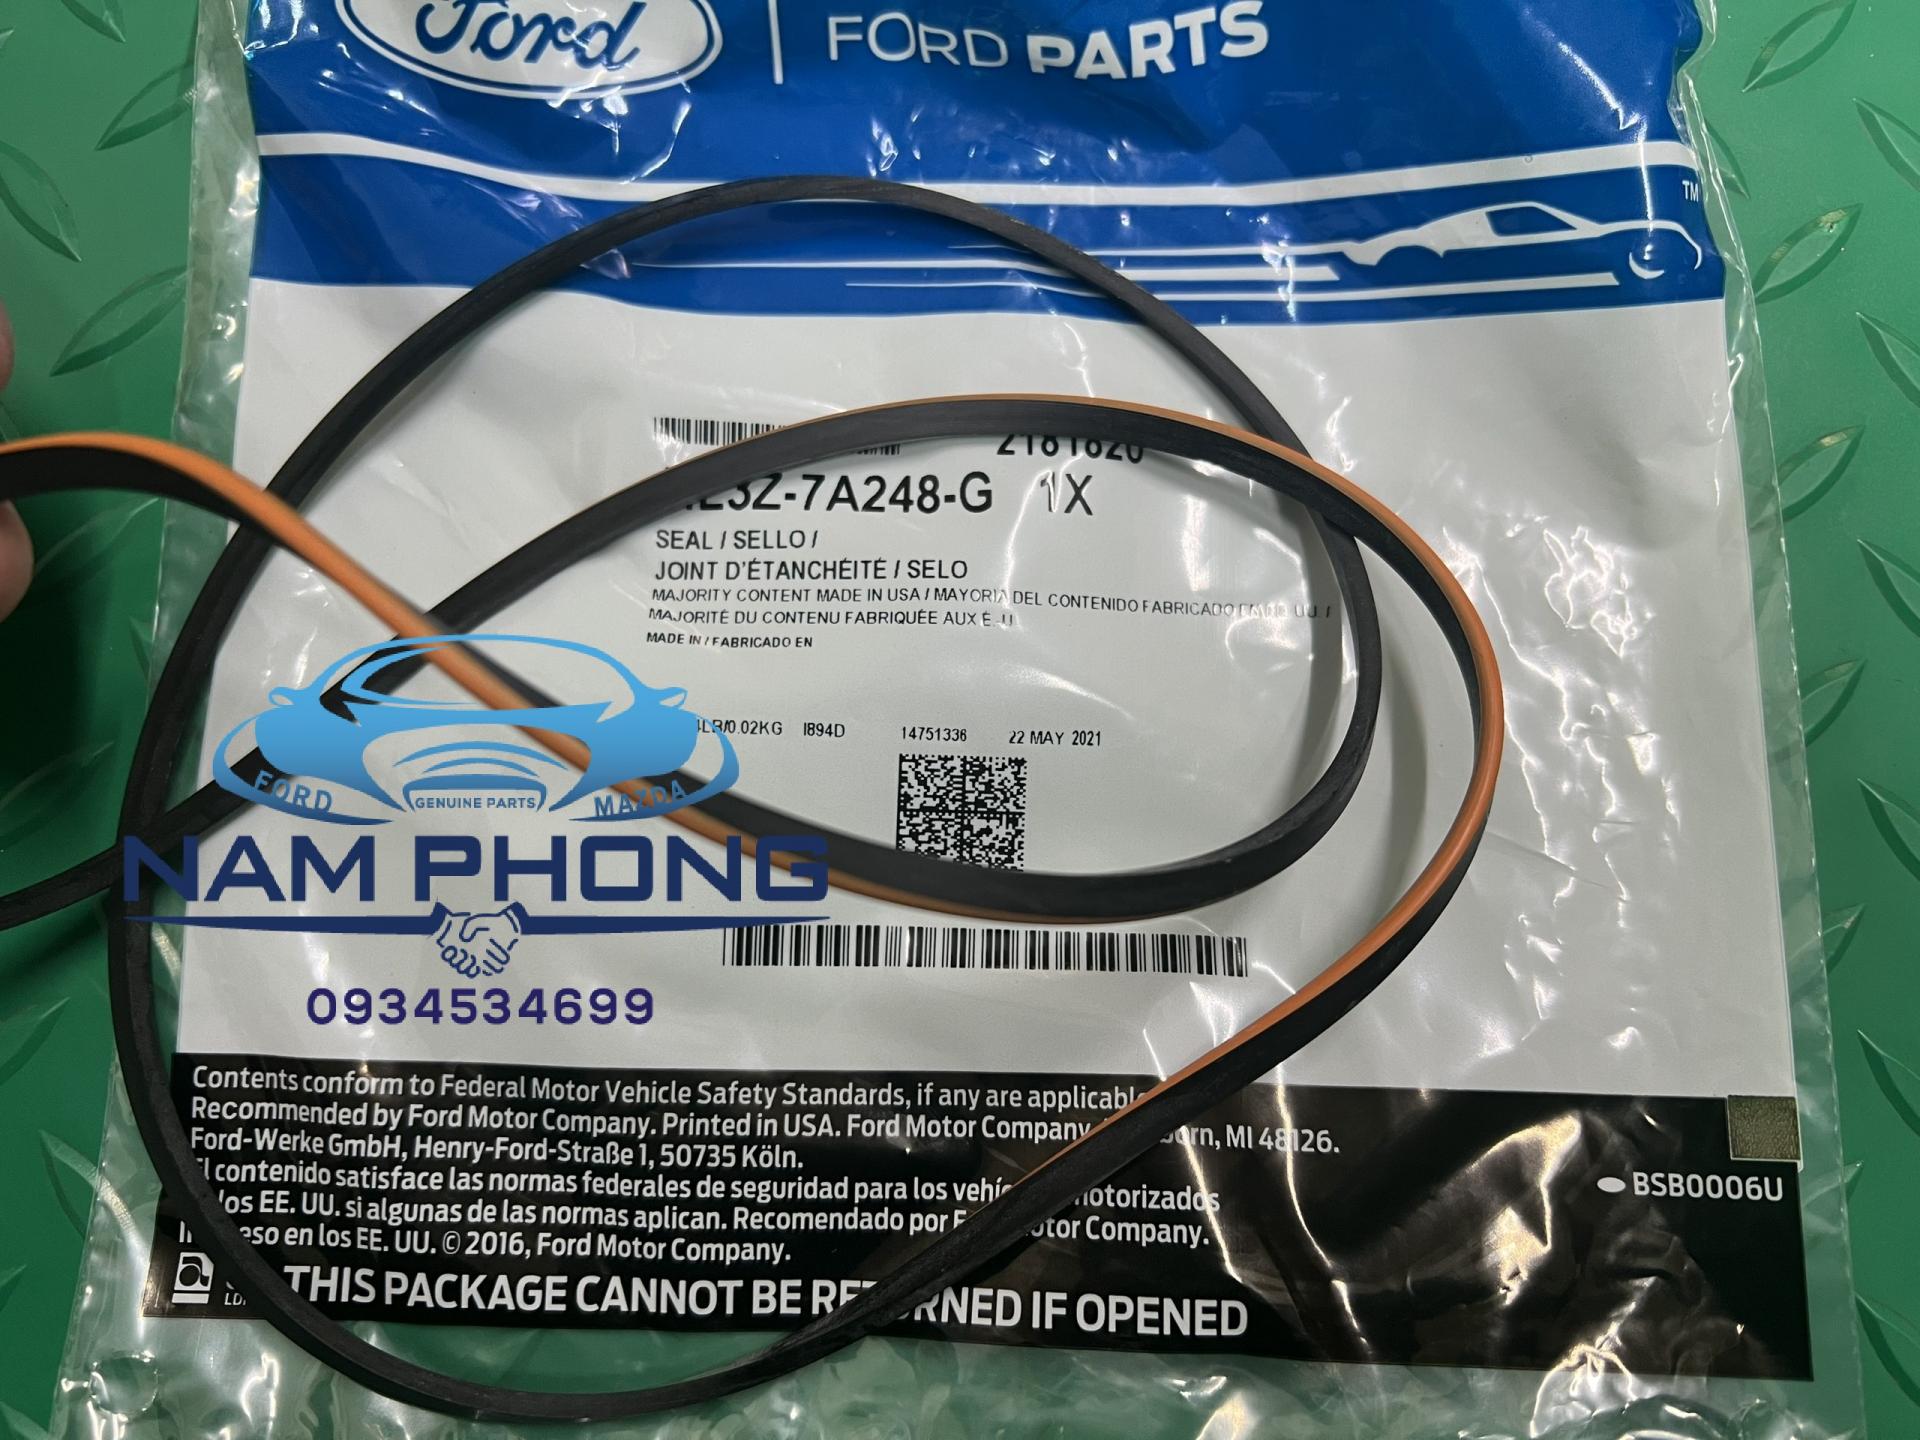 Ford
FORD PARTS
TM
2181820
3Z-7A248-G 1X
SEAL / SELLO /
JOINT D'ÉTANCHÉITÉ / SELO
MAJORITY CONTENT MADE IN USA / MAYORIA DEL CONTENIDO FABRICADO UU. /
MAJORITÉ DU CONTENU FABRIQUÉE AUX É.-U
MADE IN / FABRICADO EN
LB/0.02KG I894D 14751336 22 MAY 2021
FORD GENUINE PARTS MAZDA
NAM PHONG
0934534699
Contents conform to Federal Motor Vehicle Safety Standards, if any are applicable
Recommended by Ford Motor Company. Printed in USA. Ford Motor Company, MI 48126.
Ford-Werke GmbH, Henry-Ford-Straße 1, 50735 Köln.
El contenido satisface las normas federales de seguridad para los motorizados
los EE. UU. si algunas de las normas aplican. Recomendado por Motor Company.
en los EE. UU. © 2016, Ford Motor Company.
BSB0006U
THIS PACKAGE CANNOT BE RETURNED IF OPENED